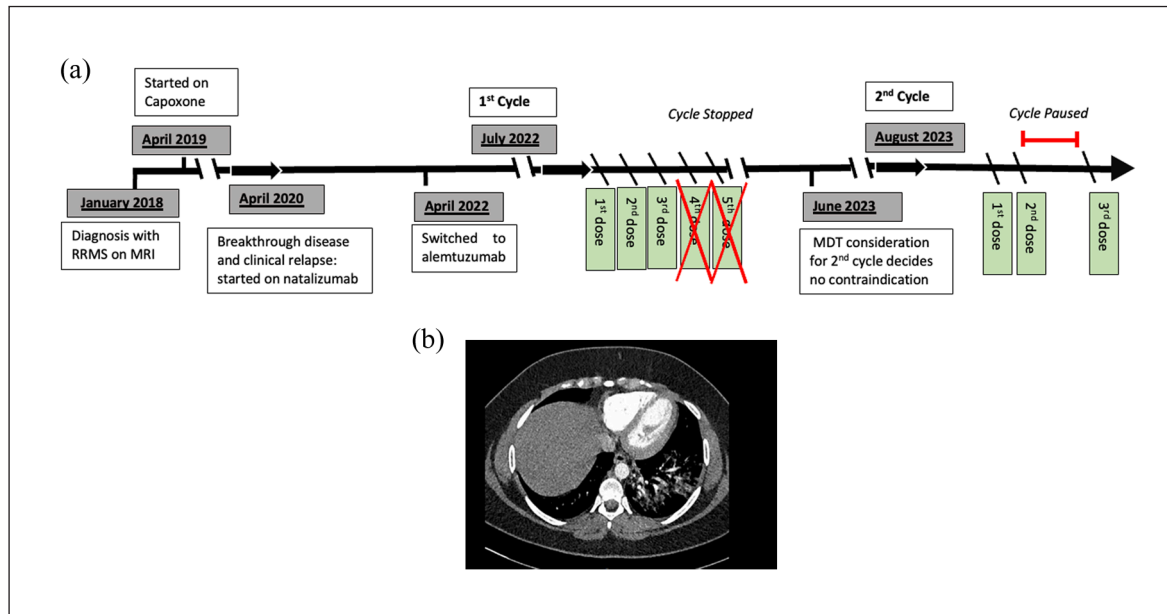 (a)
Started on
Capoxone
April 2019
January 2018
Diagnosis with
RRMS on MRI
April 2020
Breakthrough disease
and clinical relapse:
started on natalizumab
April 2022
Switched to
alemtuzumab
1st Cycle
July 2022
Cycle Stopped
1st dose
2nd dose
3rd dose
4th dose
5th dose
June 2023
MDT consideration
for 2nd cycle decides
no contraindication
2nd Cycle
August 2023
Cycle Paused
1st dose
2nd dose
3rd dose
(b)